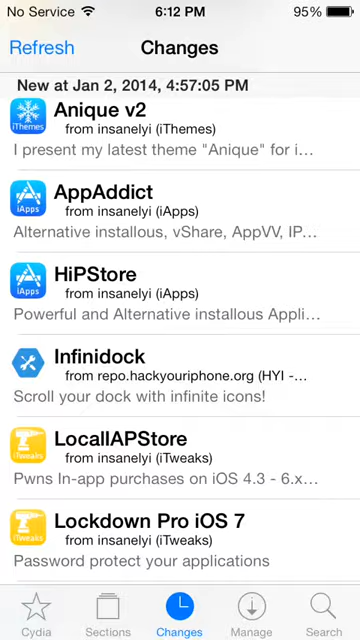 No Service 6:12 PM 95%
Refresh Changes
New at Jan 2, 2014, 4:57:05 PM
Anique v2
iThemes
from insanelyi (iThemes)
I present my latest theme "Anique" for i...
AppAddict
iApps
from insanelyi (iApps)
Alternative installous, vShare, AppVV, IP...
HiPStore
iApps
from insanelyi (iApps)
Powerful and Alternative installous Appli...
Infinidock
from repo.hackyouriphone.org (HYI -...
Scroll your dock with infinite icons!
LocalIAPStore
iTweaks
from insanelyi (iTweaks)
Pwns In-app purchases on iOS 4.3 - 6.x...
Lockdown Pro iOS 7
iTweaks
from insanelyi (iTweaks)
Password protect your applications
Cydia Sections Changes Manage Search